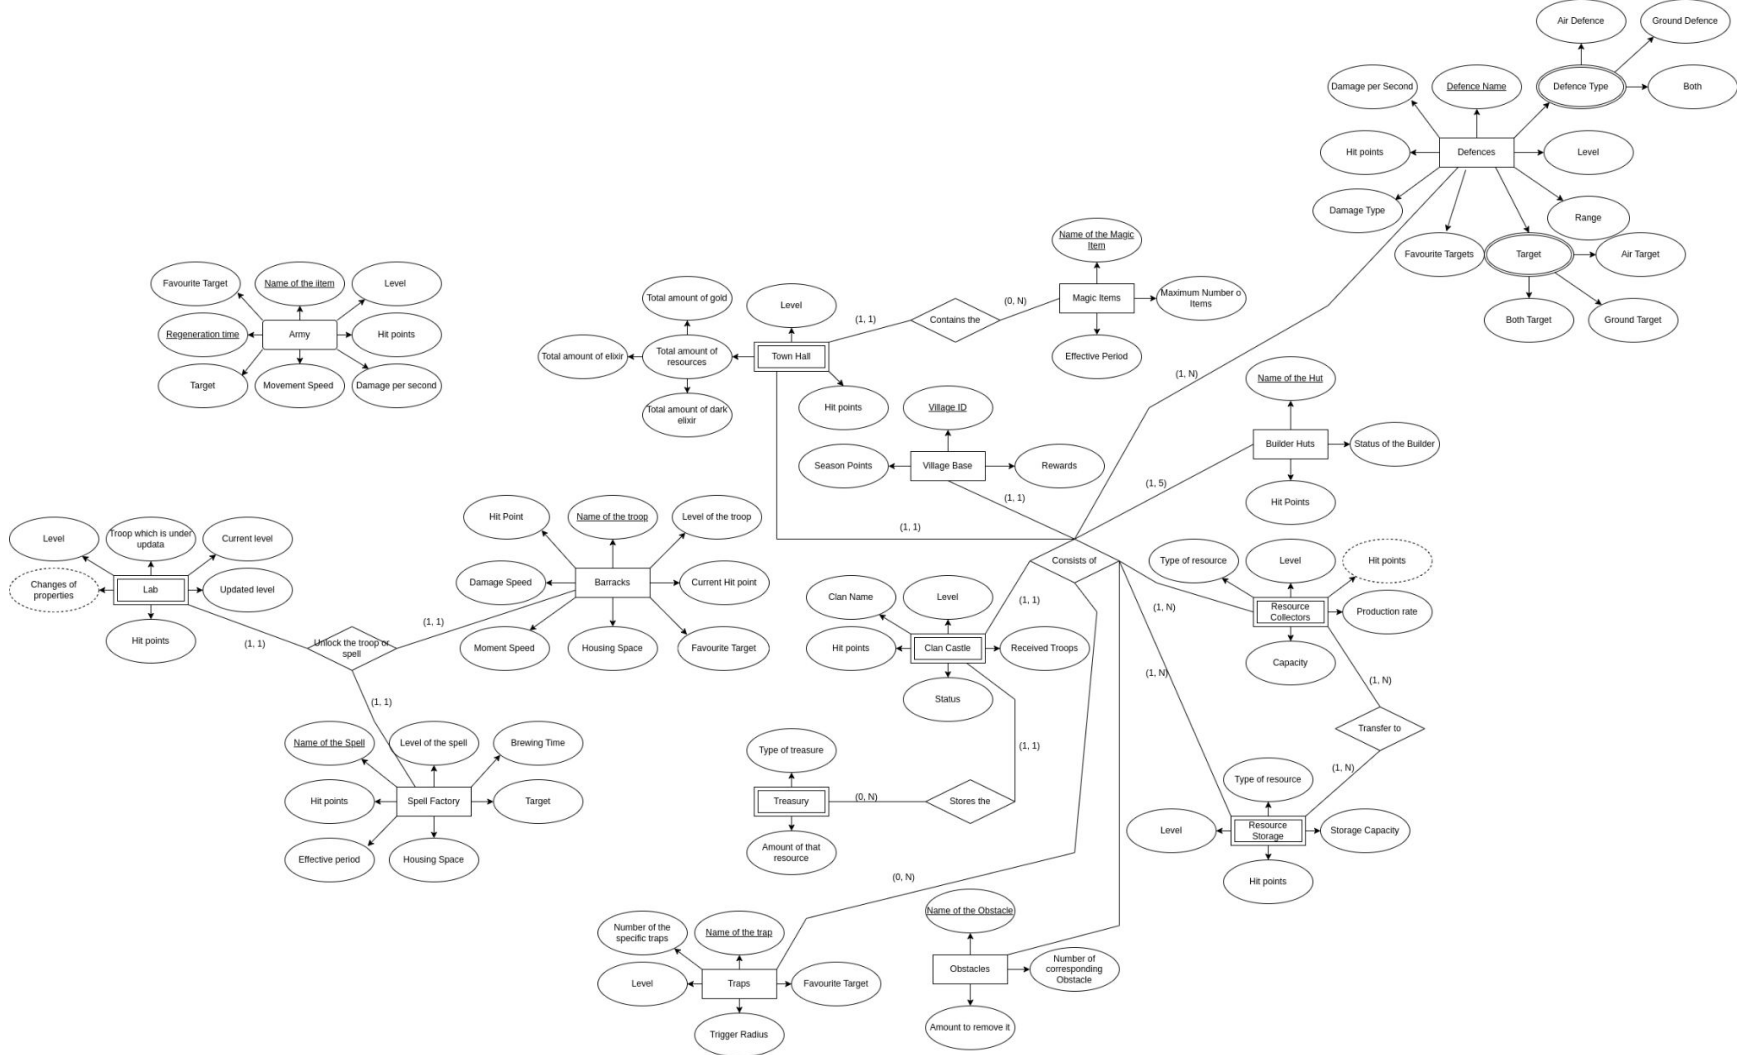 Air Defence
Ground Defence
Damage per Second
Defence Name
Defence Type
Both
Hit points
Defences
Level
Damage Type
Range
Favourite Targets
Target
Air Target
Both Target
Ground Target
Name of the Magic
Item
(0, N)
Magic Items
Maximum Number o
Items
Contains the
(1, 1)
Effective Period
Favourite Target
Name of the iitem
Level
Regeneration time
Army
Hit points
Target
Movement Speed
Damage per second
Total amount of gold
Level
Total amount of elixir
Total amount of
resources
Town Hall
Total amount of dark
elixir
Hit points
Village ID
Season Points
Village Base
Rewards
(1, 1)
(1, N)
Name of the Hut
Builder Huts
Status of the Builder
(1, 5)
Hit Points
(1, 1)
Consists of
Level
Troop which is under
updata
Current level
Changes of
properties
Lab
Updated level
Hit points
(1, 1)
Unlock the troop or
spell
(1, 1)
(1, 1)
Hit Point
Name of the troop
Level of the troop
Damage Speed
Barracks
Current Hit point
Moment Speed
Housing Space
Favourite Target
Name of the Spell
Level of the spell
Brewing Time
Hit points
Spell Factory
Target
Effective period
Housing Space
Clan Name
Level
(1, 1)
Hit points
Clan Castle
Received Troops
Status
(1, 1)
Type of treasure
Treasury
(0, N)
Stores the
Amount of that
resource
Type of resource
Level
Hit points
(1, N)
Resource
Collectors
Production rate
Capacity
(1, N)
(1, N)
Transfer to
(1, N)
Type of resource
Level
Resource
Storage
Storage Capacity
Hit points
(0, N)
Number of the
specific traps
Name of the trap
Level
Traps
Favourite Target
Trigger Radius
Name of the Obstacle
Obstacles
Number of
corresponding
Obstacle
Amount to remove it